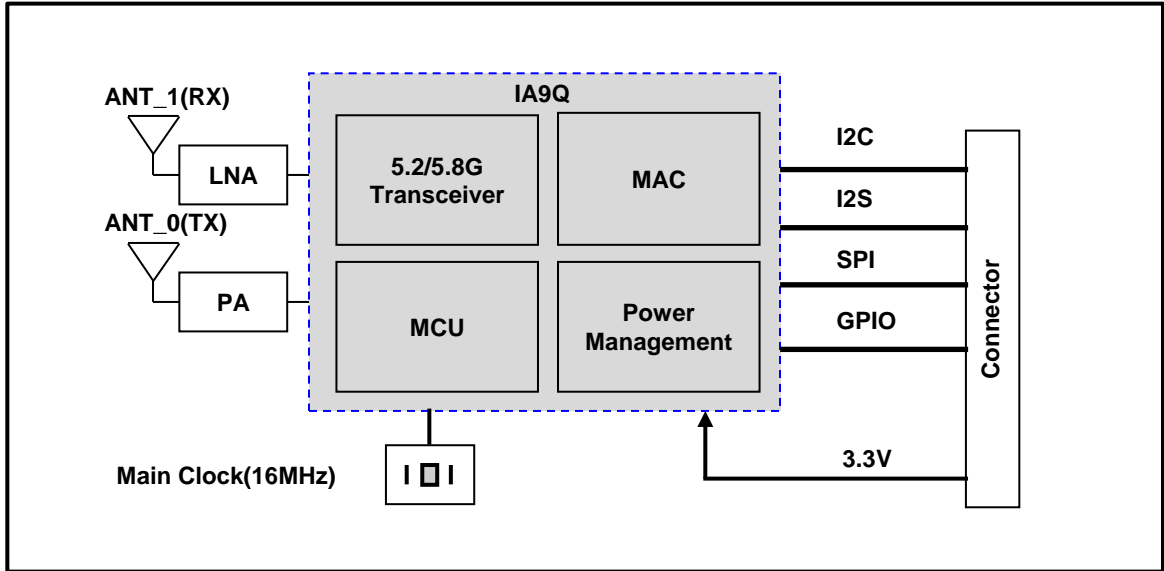 ANT_1(RX)
LNA
ANT_0(TX)
PA
IA9Q
5.2/5.8G
Transceiver
MAC
MCU
Power
Management
I2C
I2S
SPI
GPIO
3.3V
Connector
Main Clock(16MHz)